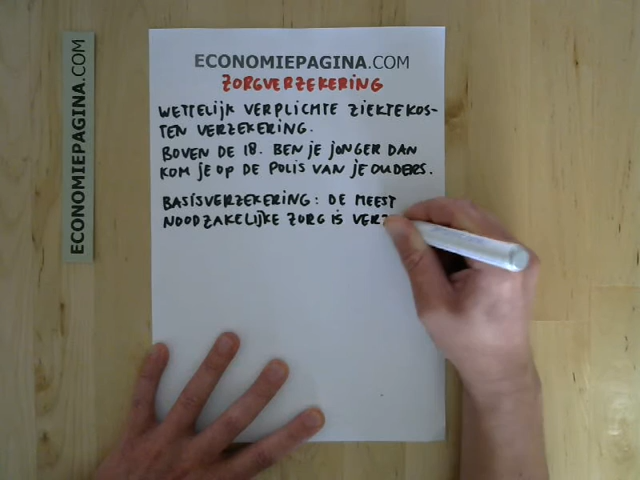 ECONOMIEPAGINA.COM
ECONOMIEPAGINA.COM
ZORGVERZEKERING
WETTELIJK VERPLICHTE ZIEKTEKOS-
TEN VERZEKERING.
BOVEN DE 18. BEN JE JONGER DAN
KOM JE OP DE POLIS VAN JE OUDERS.
BASISVERZEKERING: DE MEEST
NOODZAKELIJKE ZORG IS VERZ